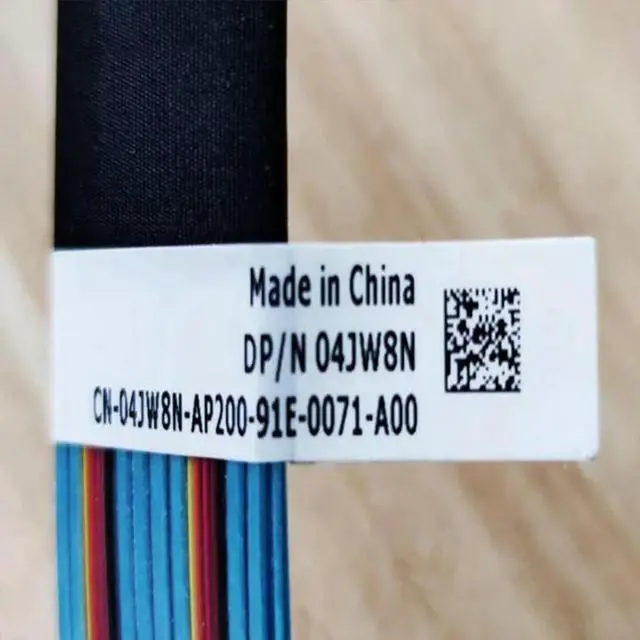 Made in China
DP/N 04JW8N
CN-04JW8N-AP200-91E-0071-A00